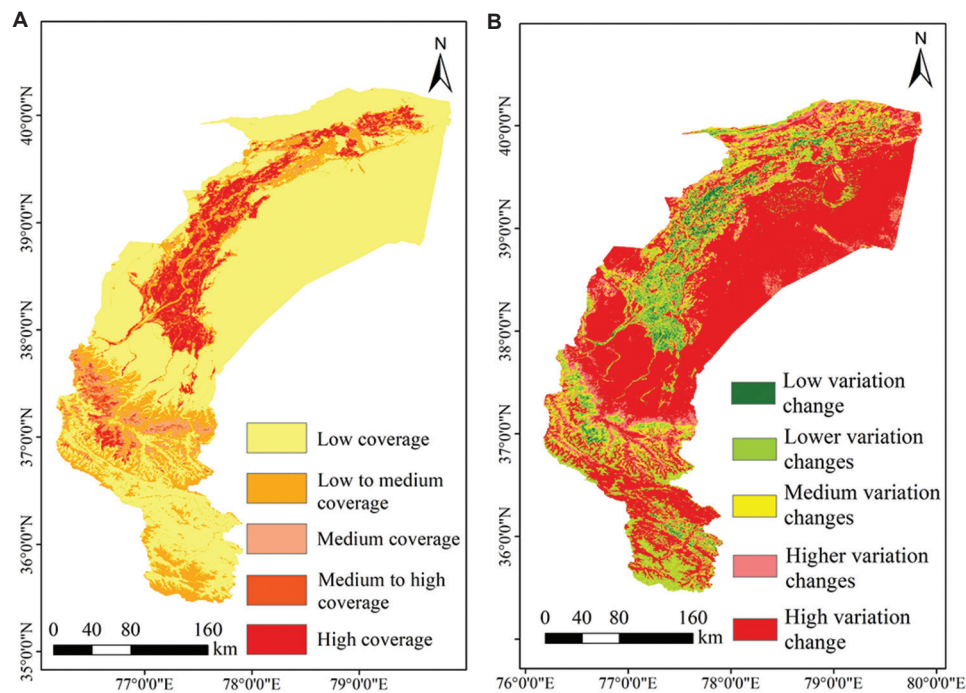 A
N
40°0'0"N
39°0'0"N
38°0'0"N
37°0'0"N
36°0'0"N
35°0'0"N
Low coverage
Low to medium
coverage
Medium coverage
Medium to high
coverage
High coverage
0 40 80 160
km
77°0'0"E 78°0'0"E 79°0'0"E
B
N
40°0'0"N
39°0'0"N
38°0'0"N
37°0'0"N
36°0'0"N
Low variation
change
Lower variation
changes
Medium variation
changes
Higher variation
changes
High variation
change
0 40 80 160
km
76°0'0"E 77°0'0"E 78°0'0"E 79°0'0"E 80°0'0"E